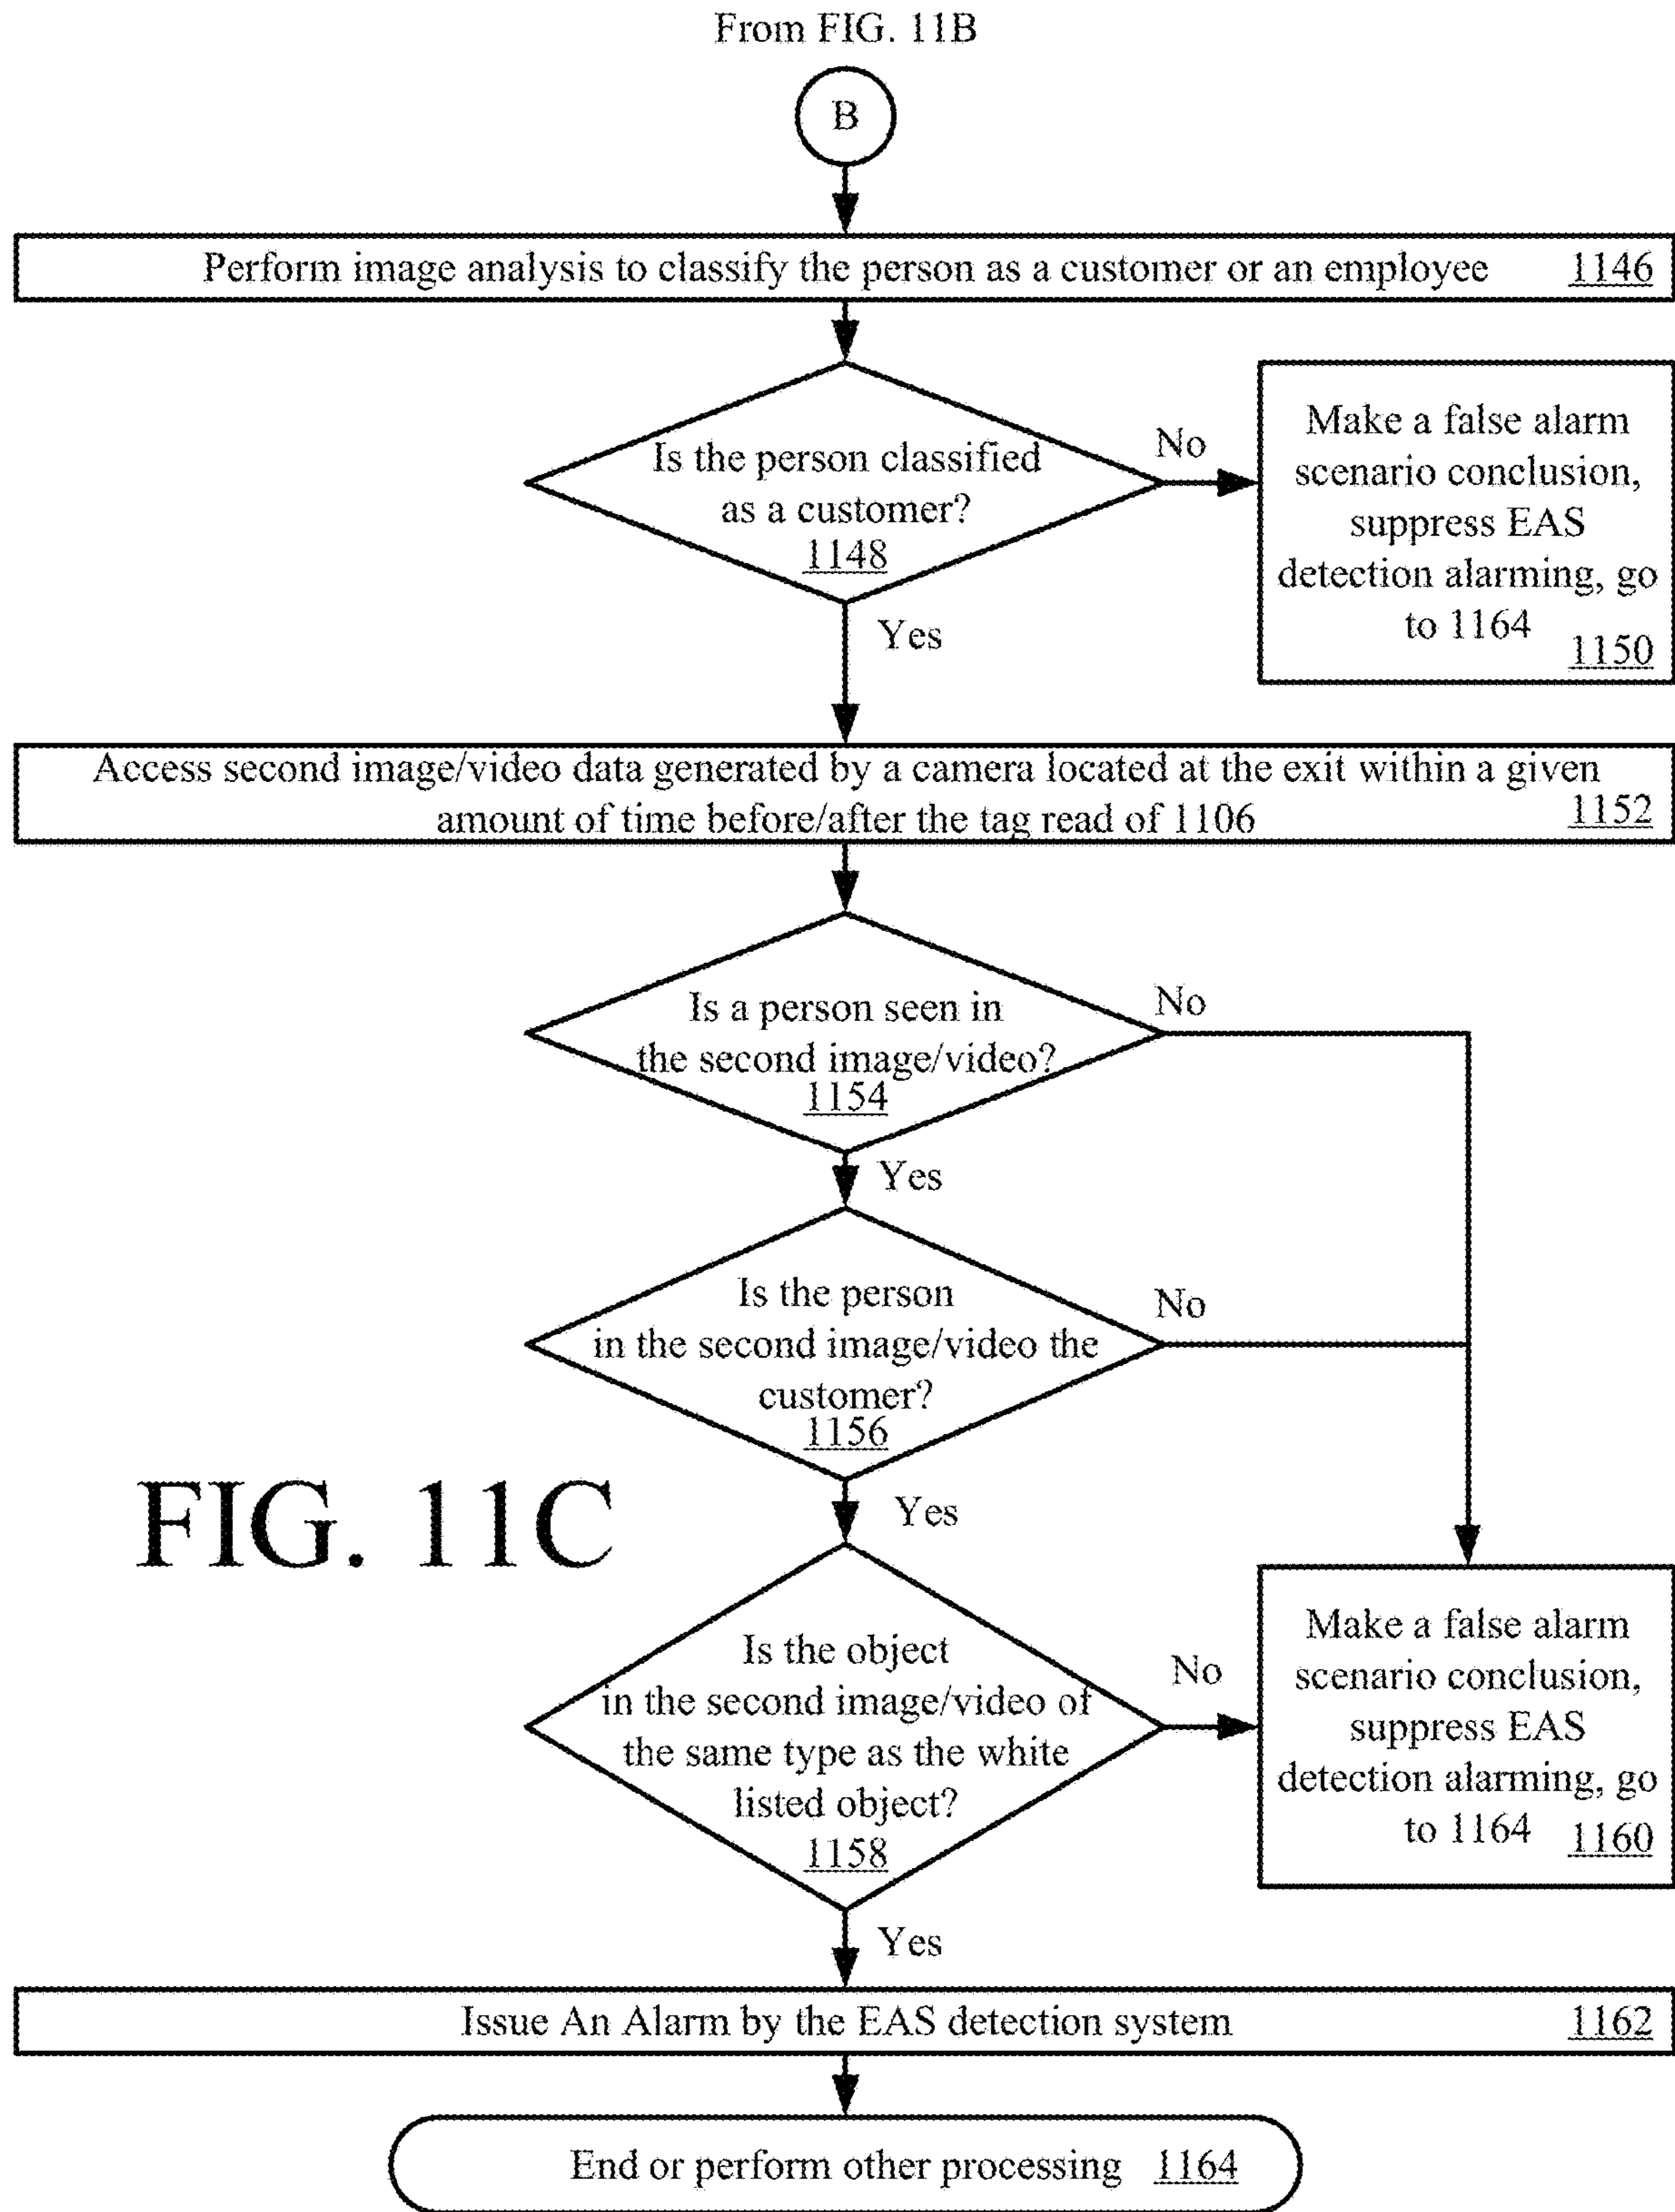 From FIG. 11B
B
Perform image analysis to classify the person as a customer or an employee 1146
Is the person classified
as a customer?
1148
No
Make a false alarm
scenario conclusion,
suppress EAS
detection alarming, go
to 1164
1150
Yes
Access second image/video data generated by a camera located at the exit within a given
amount of time before/after the tag read of 1106
1152
Is a person seen in
the second image/video?
1154
No
Yes
Is the person
in the second image/video the
customer?
1156
No
Yes
FIG. 11C
Is the object
in the second image/video of
the same type as the white
listed object?
1158
No
Make a false alarm
scenario conclusion,
suppress EAS
detection alarming, go
to 1164
1160
Yes
Issue An Alarm by the EAS detection system 1162
End or perform other processing 1164